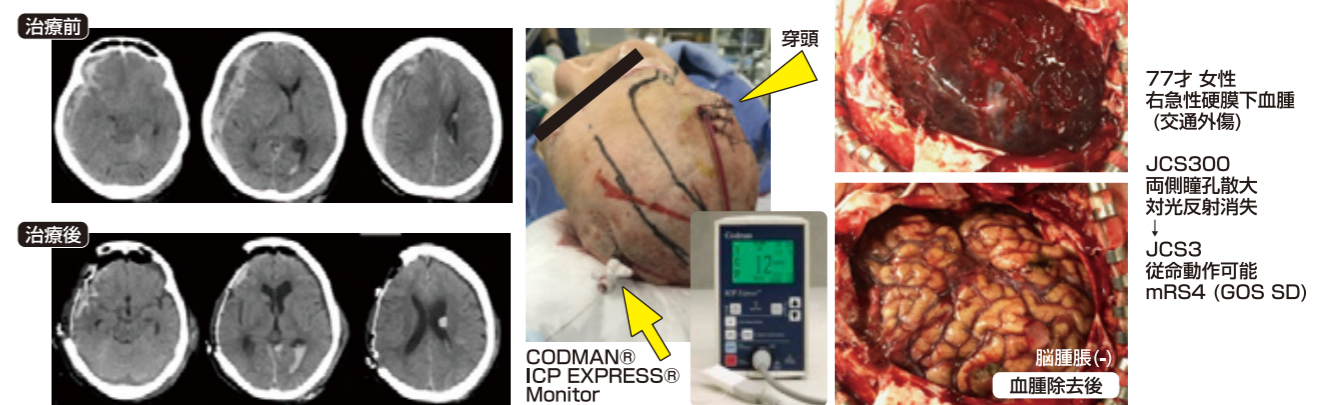 治療前
治療後
穿頭
CODMAN®
ICP EXPRESS®
Monitor
Codman
12
脳腫脹(-)
血腫除去後
77才 女性
右急性硬膜下血腫
(交通外傷)
JCS300
両側瞳孔散大
対光反射消失
↓
JCS3
従命動作可能
mRS4 (GOS SD)